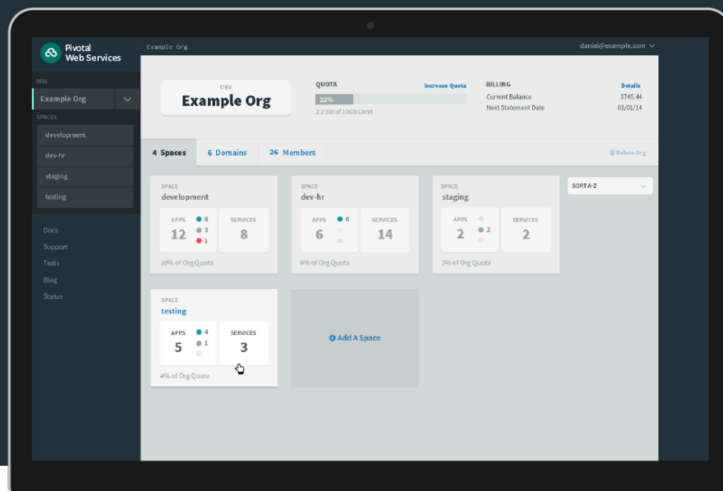 Pivotal
Web Services
Example Org
daniel@example.com
ORG
Example Org
SPACES
development
dev-hr
staging
testing
Docs
Support
Tools
Blog
Status
ORG
Example Org
QUOTA
Increase Quota
22%
BILLING
Details
Current Balance
$745.44
Next Statement Date
03/01/14
4 Spaces
6 Domains
26 Members
Delete Org
SPACE
development
APPS
12
8
3
1
SERVICES
8
10% of Org Quota
SPACE
dev-hr
APPS
6
6
SERVICES
14
6% of Org Quota
SPACE
staging
APPS
2
2
SERVICES
2
2% of Org Quota
SORT: A-Z
SPACE
testing
APPS
5
4
1
SERVICES
3
4% of Org Quota
Add A Space